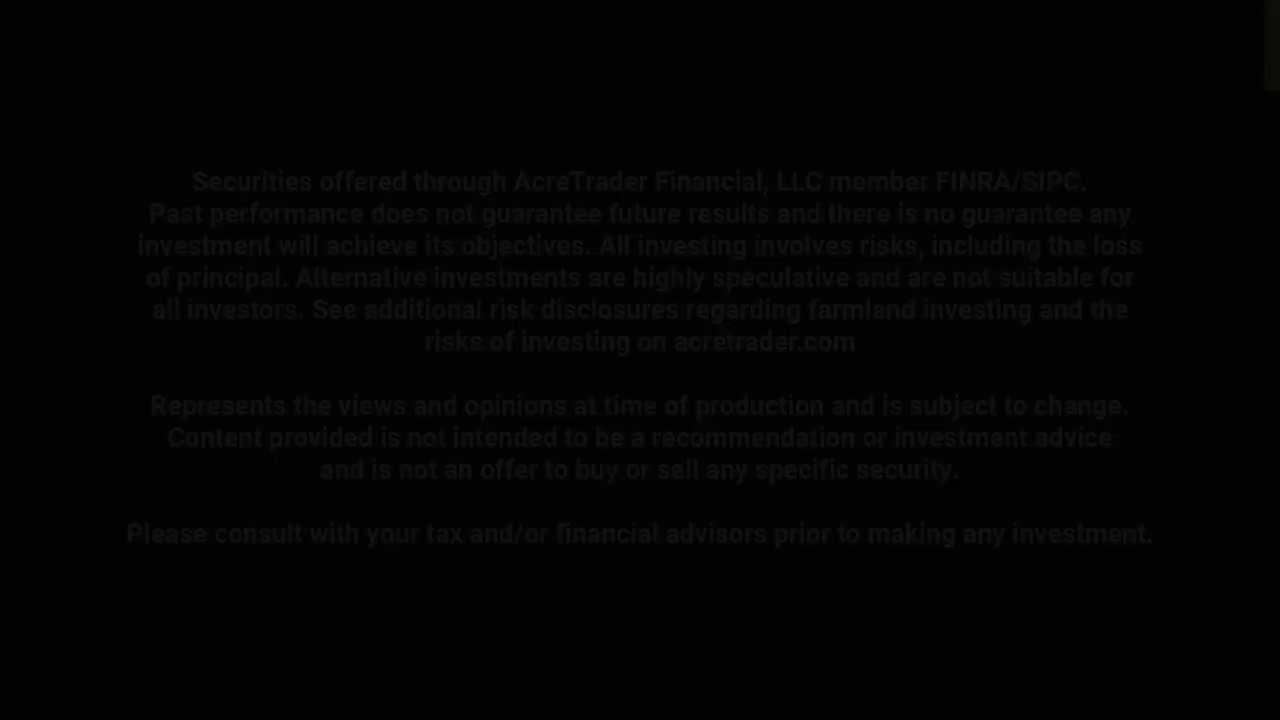 Securities offered through AcreTrader Financial, LLC member FINRA/SIPC.
Past performance does not guarantee future results and there is no guarantee any
investment will achieve its objectives. All investing involves risks, including the loss
of principal. Alternative investments are highly speculative and are not suitable for
all investors. See additional risk disclosures regarding farmland investing and the
risks of investing on acretrader.com
Represents the views and opinions at time of production and is subject to change.
Content provided is not intended to be a recommendation or investment advice
and is not an offer to buy or sell any specific security.
Please consult with your tax and/or financial advisors prior to making any investment.